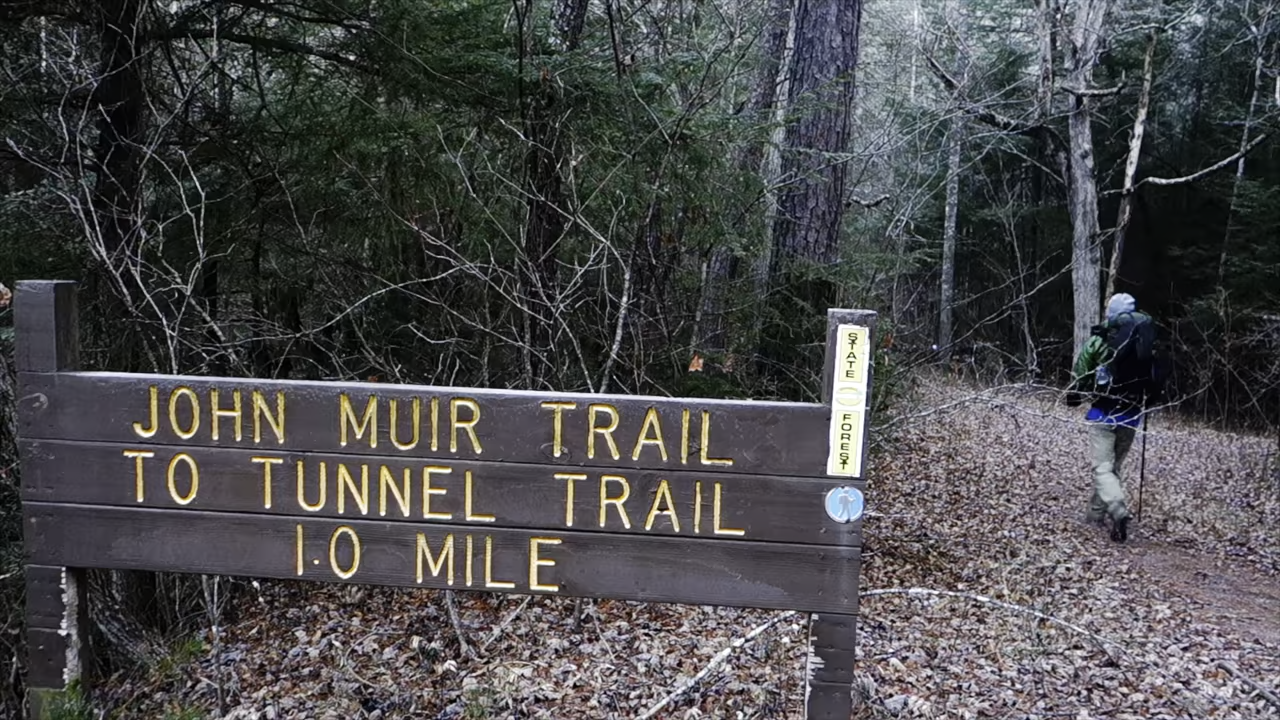 JOHN MUIR TRAIL
TO TUNNEL TRAIL
1.0 MILE
STATE
FOREST